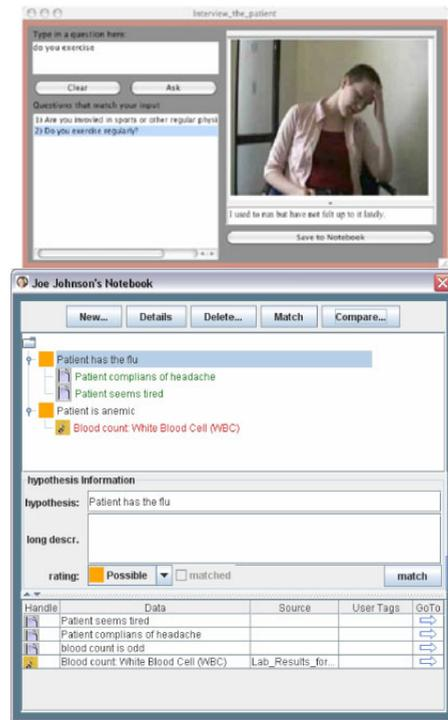 Interview_the_patient
Type in a question here:
do you exercise
Clear
Ask
Questions that match your input
1) Are you invovled in sports or other regular physi
2) Do you exercise regularly?
I used to run but have not felt up to it lately.
Save to Notebook
Joe Johnson's Notebook
New... Details Delete... Match Compare...
Patient has the flu
Patient complians of headache
Patient seems tired
Patient is anemic
Blood count: White Blood Cell (WBC)
hypothesis Information
hypothesis: Patient has the flu
long descr.
rating: Possible matched match
Handle Data Source User Tags GoTo
Patient seems tired
Patient complians of headache
blood count is odd
Blood count: White Blood Cell (WBC) Lab_Results_for...